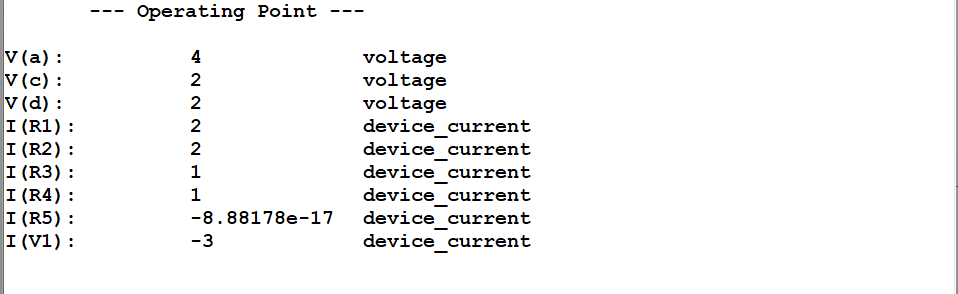 --- Operating Point ---
V(a): 4 voltage
V(c): 2 voltage
V(d): 2 voltage
I(R1): 2 device_current
I(R2): 2 device_current
I(R3): 1 device_current
I(R4): 1 device_current
I(R5): -8.88178e-17 device_current
I(V1): -3 device_current